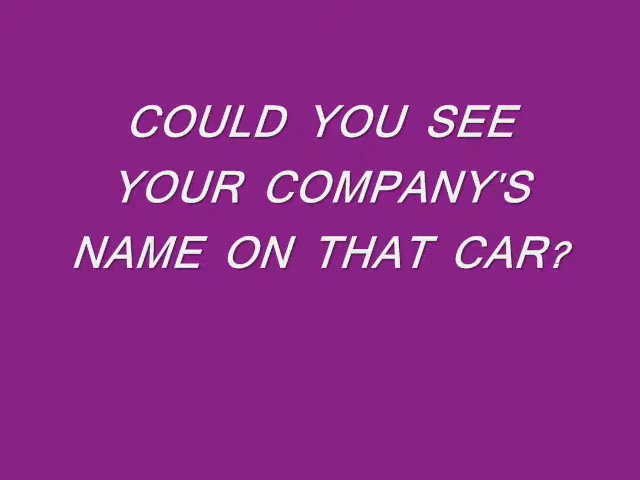 COULD YOU SEE
YOUR COMPANY'S
NAME ON THAT CAR?